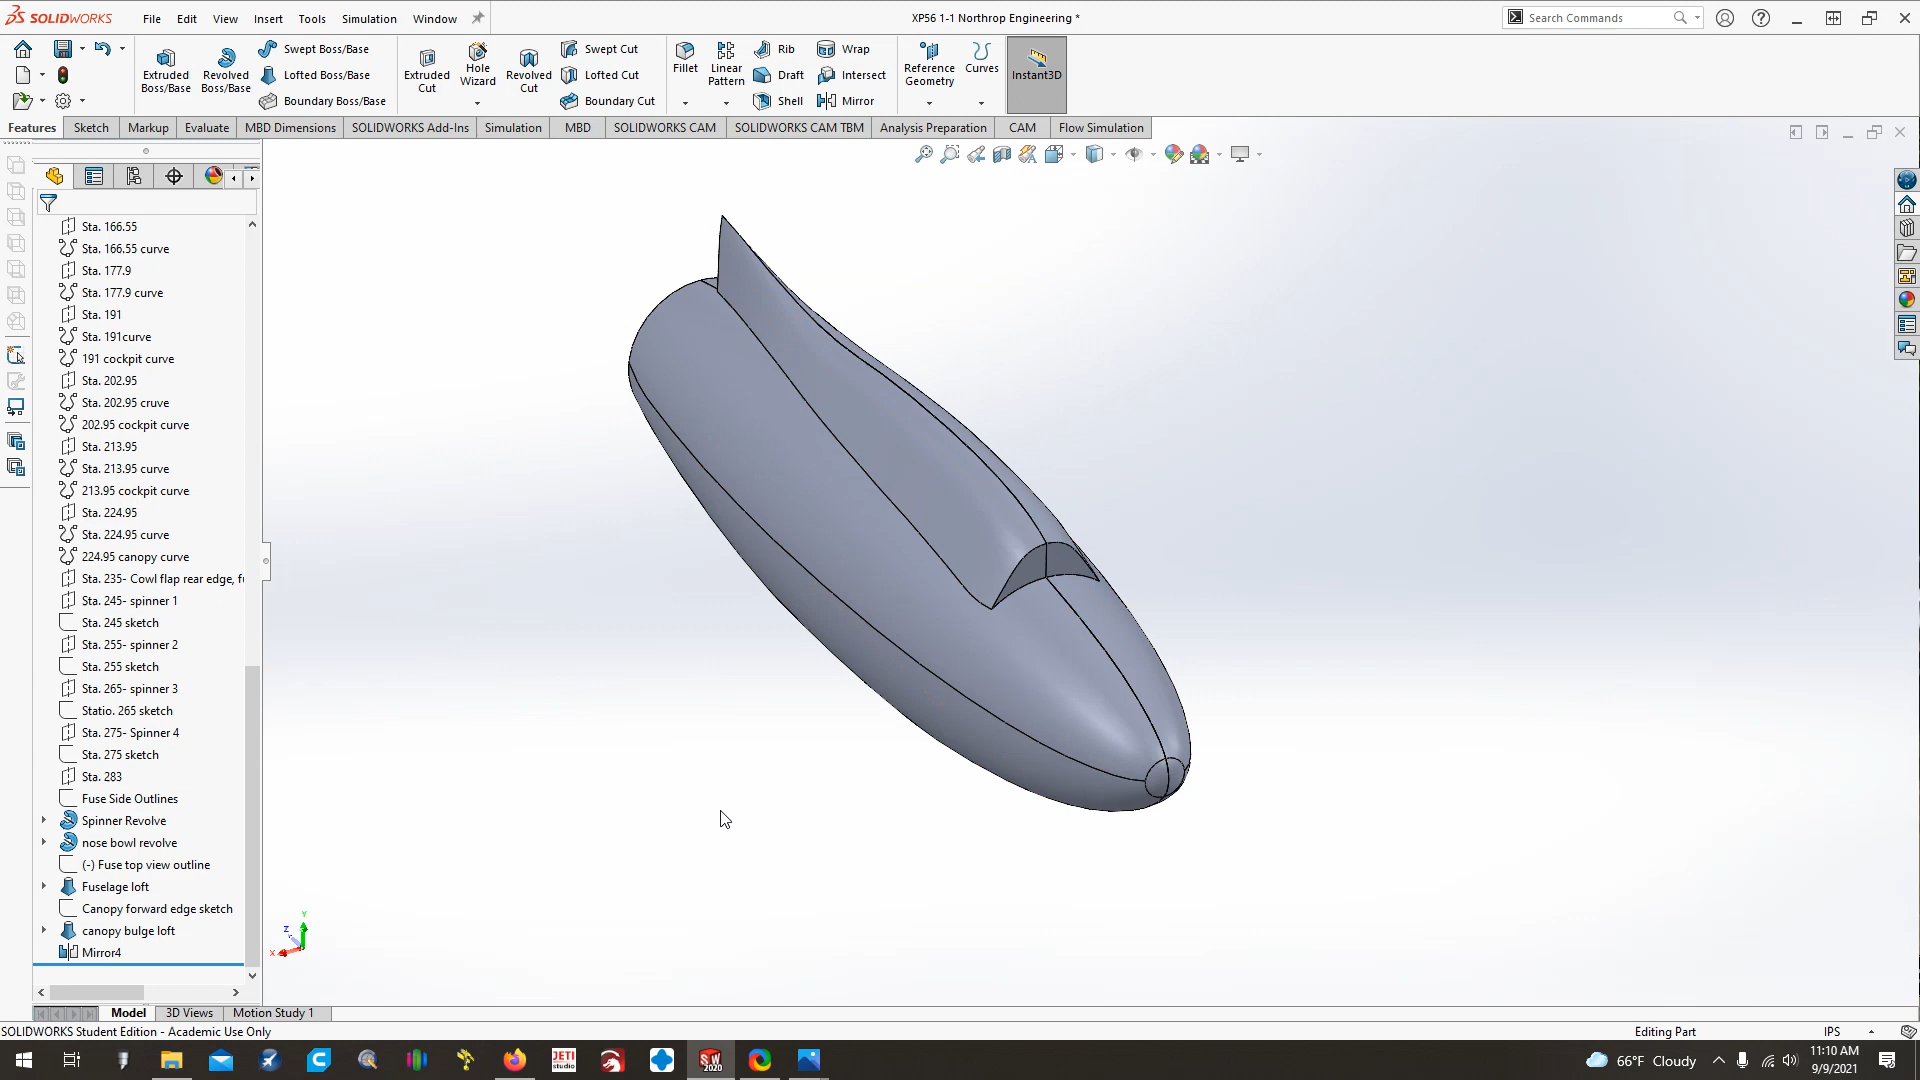 SOLIDWORKS File Edit View Insert Tools Simulation Window XP56 1-1 Northrop Engineering * Search Commands
Extruded Boss/Base
Revolved Boss/Base
Swept Boss/Base
Lofted Boss/Base
Boundary Boss/Base
Extruded Cut
Hole Wizard
Revolved Cut
Swept Cut
Lofted Cut
Boundary Cut
Fillet
Linear Pattern
Rib
Draft
Shell
Wrap
Intersect
Mirror
Reference Geometry
Curves
Instant3D
Features Sketch Markup Evaluate MBD Dimensions SOLIDWORKS Add-Ins Simulation MBD SOLIDWORKS CAM SOLIDWORKS CAM TBM Analysis Preparation CAM Flow Simulation
Sta. 166.55
Sta. 166.55 curve
Sta. 177.9
Sta. 177.9 curve
Sta. 191
Sta. 191curve
191 cockpit curve
Sta. 202.95
Sta. 202.95 cruve
202.95 cockpit curve
Sta. 213.95
Sta. 213.95 curve
213.95 cockpit curve
Sta. 224.95
Sta. 224.95 curve
224.95 canopy curve
Sta. 235- Cowl flap rear edge, fu
Sta. 245- spinner 1
Sta. 245 sketch
Sta. 255- spinner 2
Sta. 255 sketch
Sta. 265- spinner 3
Statio. 265 sketch
Sta. 275- Spinner 4
Sta. 275 sketch
Sta. 283
Fuse Side Outlines
Spinner Revolve
nose bowl revolve
(-) Fuse top view outline
Fuselage loft
Canopy forward edge sketch
canopy bulge loft
Mirror4
Y
Z
X
Model 3D Views Motion Study 1
SOLIDWORKS Student Edition - Academic Use Only Editing Part IPS
JETI studio
SW 2020
66°F Cloudy
11:10 AM
9/9/2021